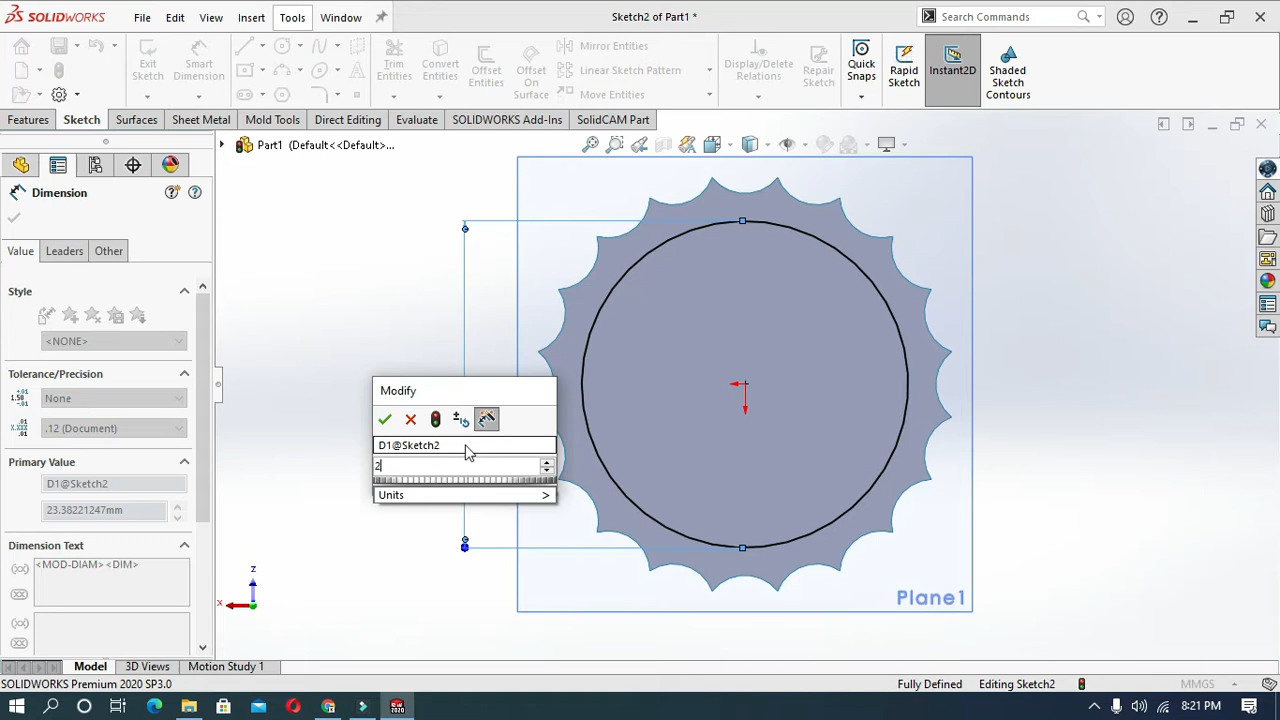 SOLIDWORKS File Edit View Insert Tools Window Sketch2 of Part1 * Search Commands
Exit Sketch Smart Dimension Trim Entities Convert Entities Offset Entities Offset On Surface Mirror Entities Linear Sketch Pattern Move Entities Display/Delete Relations Repair Sketch Quick Snaps Rapid Sketch Instant2D Shaded Sketch Contours
Features Sketch Surfaces Sheet Metal Mold Tools Direct Editing Evaluate SOLIDWORKS Add-Ins SolidCAM Part
Part1 (Default<<Default>...
Dimension
Value Leaders Other
Style
<NONE>
Tolerance/Precision
None
.12 (Document)
Primary Value
D1@Sketch2
23.38221247mm
Dimension Text
<MOD-DIAM><DIM>
Modify
D1@Sketch2
2
Units >
Plane1
z
x
Model 3D Views Motion Study 1
SOLIDWORKS Premium 2020 SP3.0 Fully Defined Editing Sketch2 MMGS
8:21 PM